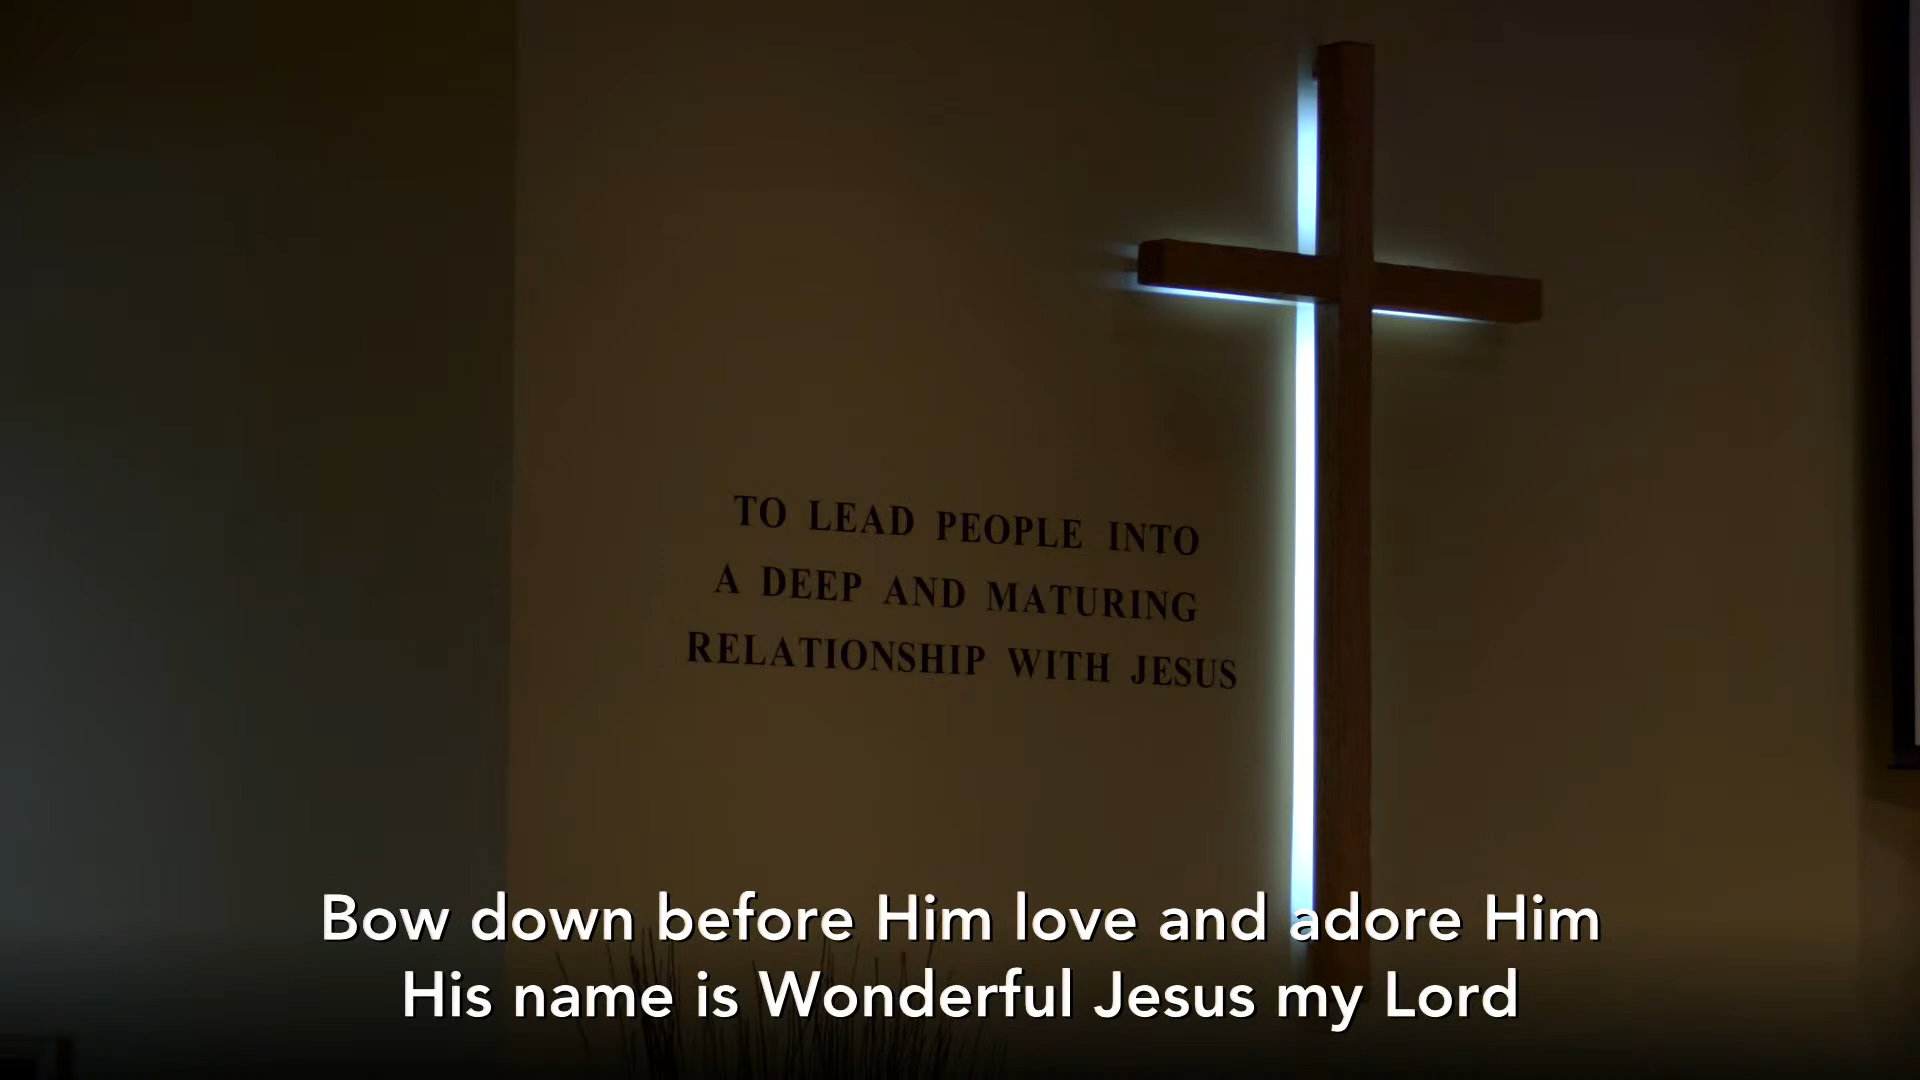 TO LEAD PEOPLE INTO
A DEEP AND MATURING
RELATIONSHIP WITH JESUS
Bow down before Him love and adore Him
His name is Wonderful Jesus my Lord